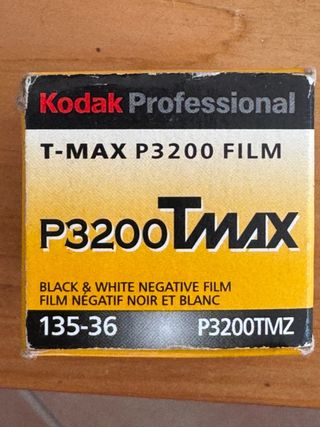 Kodak Professional
T-MAX P3200 FILM
P3200TMAX
BLACK & WHITE NEGATIVE FILM
FILM NÉGATIF NOIR ET BLANC
135-36 P3200TMZ